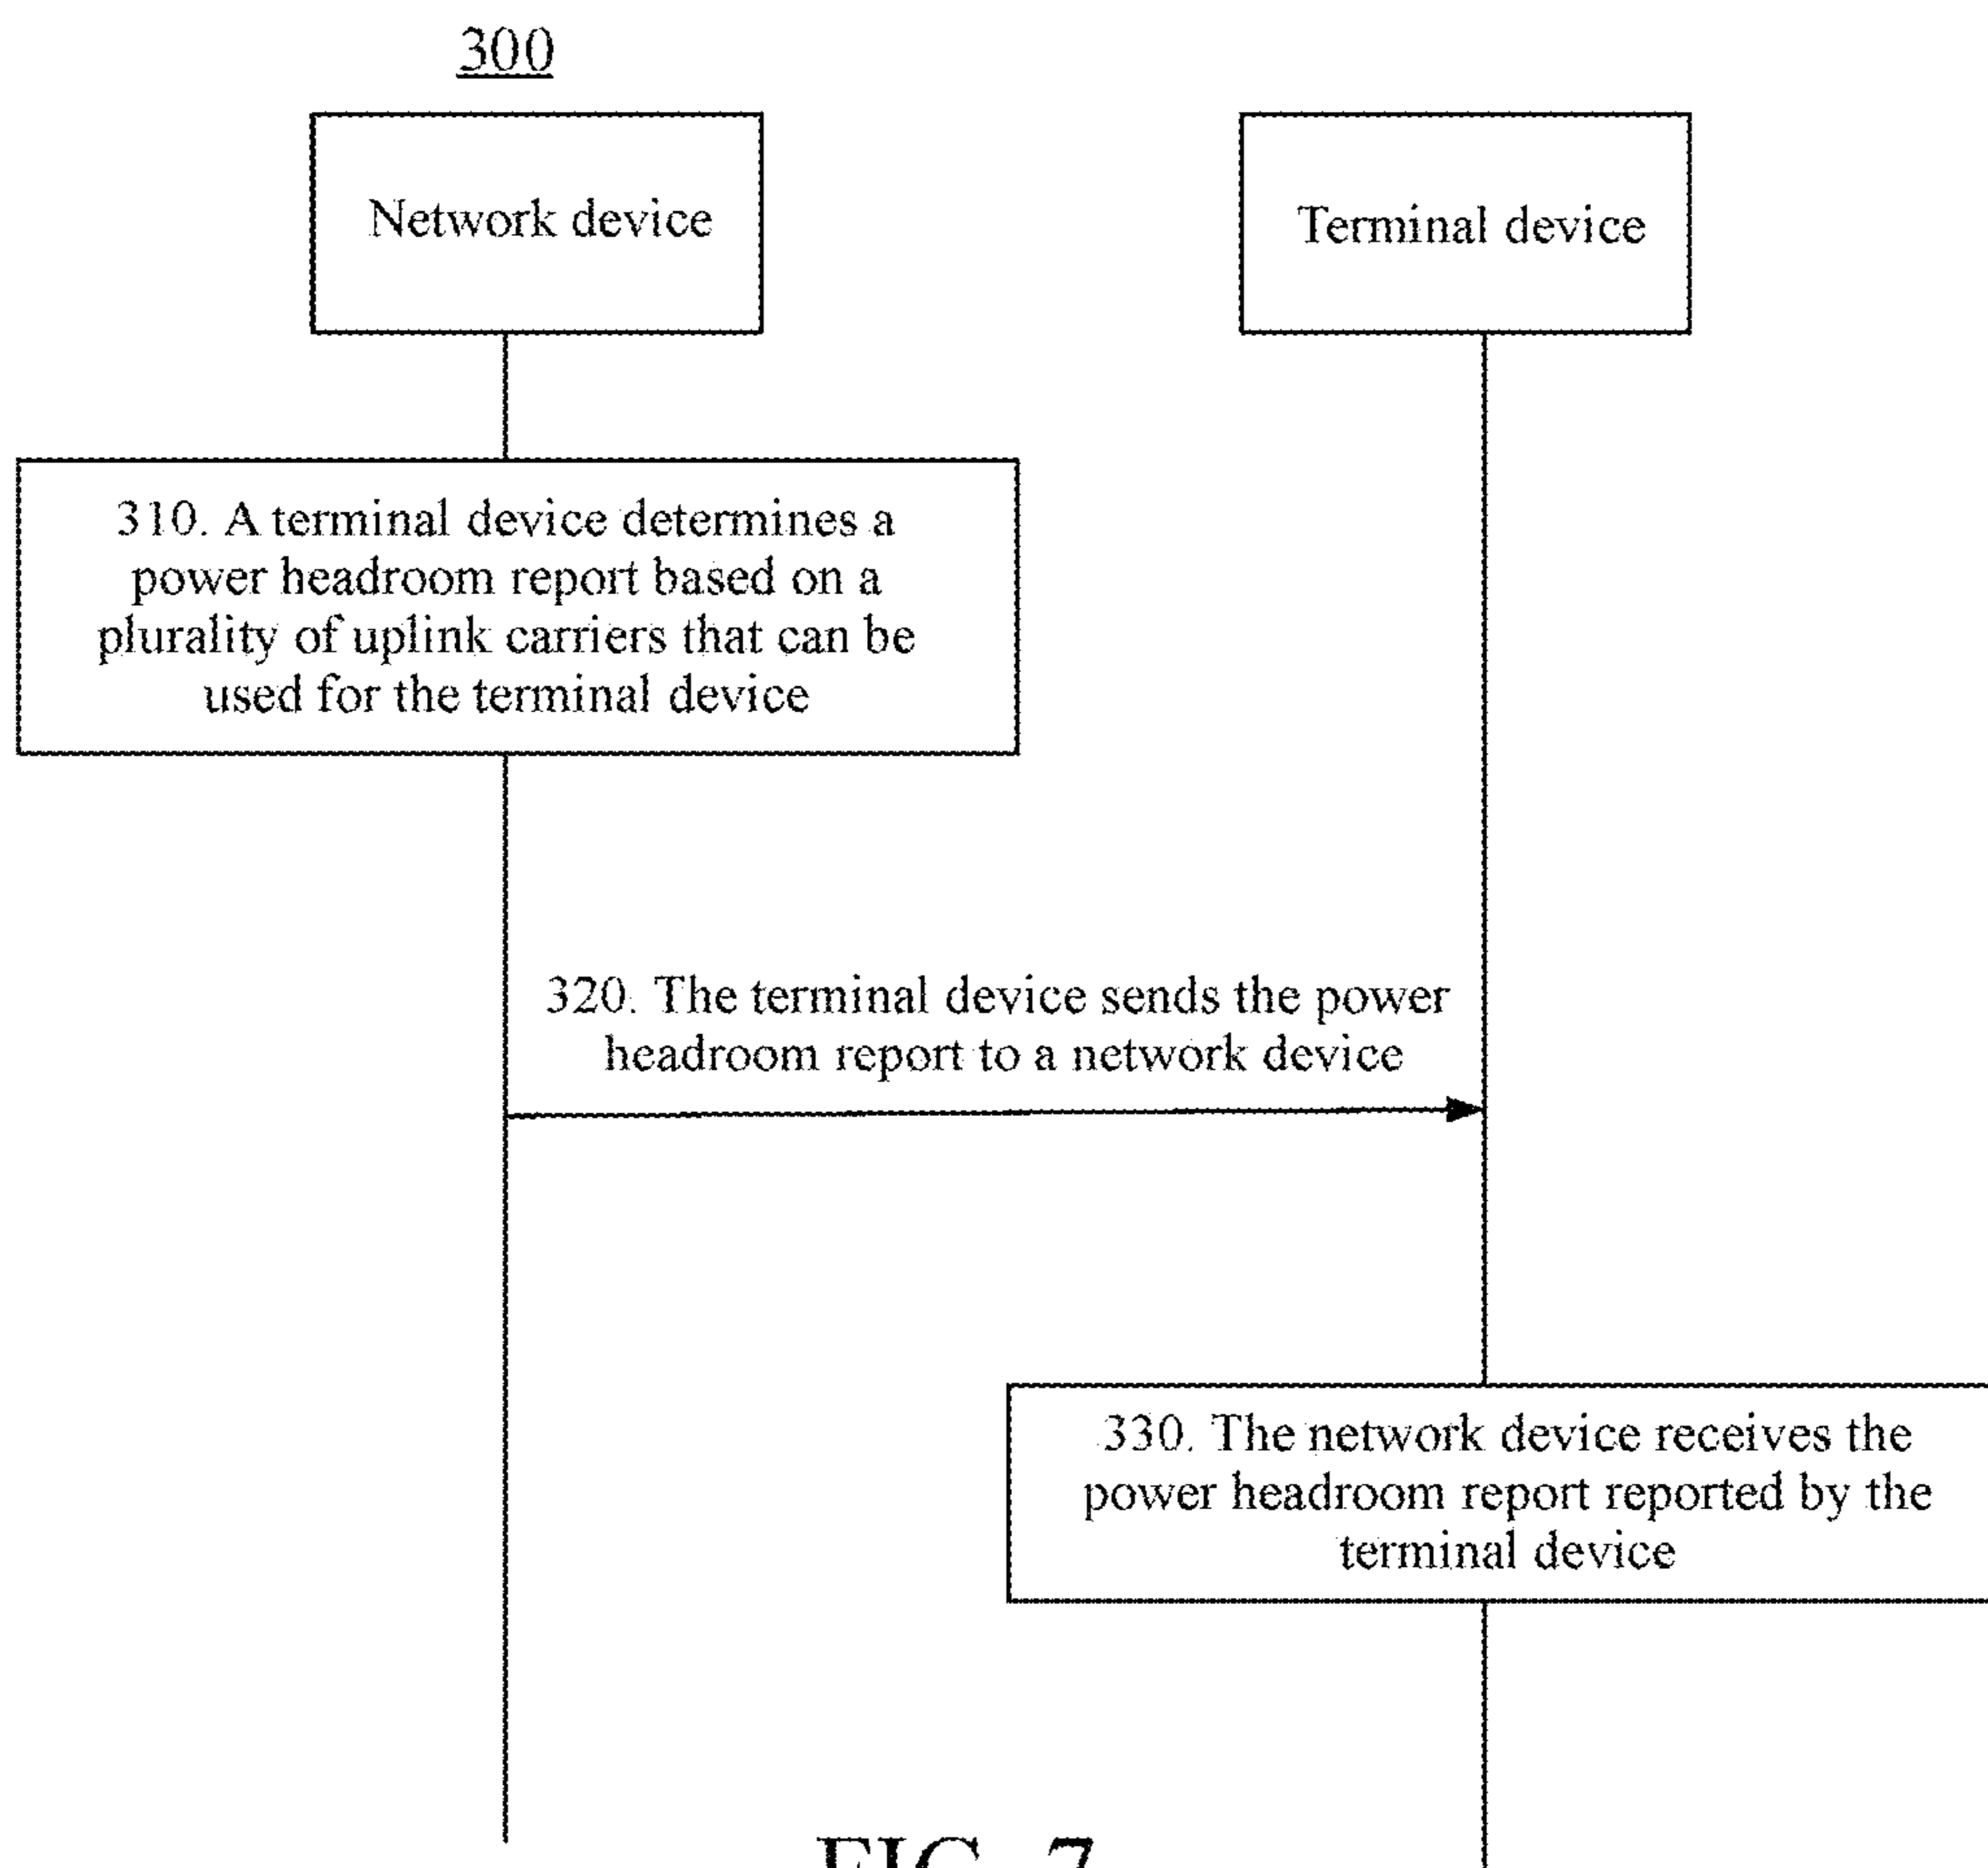 300
Network device
Terminal device
310. A terminal device determines a
power headroom report based on a
plurality of uplink carriers that can be
used for the terminal device
320. The terminal device sends the power
headroom report to a network device
330. The network device receives the
power headroom report reported by the
terminal device
FIG. 7